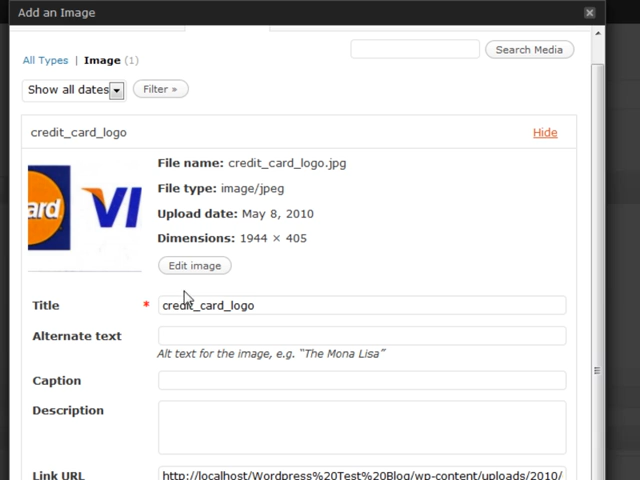 Add an Image
Search Media
All Types | Image (1)
Show all dates Filter »
credit_card_logo Hide
ard VI
File name: credit_card_logo.jpg
File type: image/jpeg
Upload date: May 8, 2010
Dimensions: 1944 × 405
Edit image
Title * credit_card_logo
Alternate text
Alt text for the image, e.g. “The Mona Lisa”
Caption
Description
Link URL http://localhost/Wordpress%20Test%20Blog/wp-content/uploads/2010/